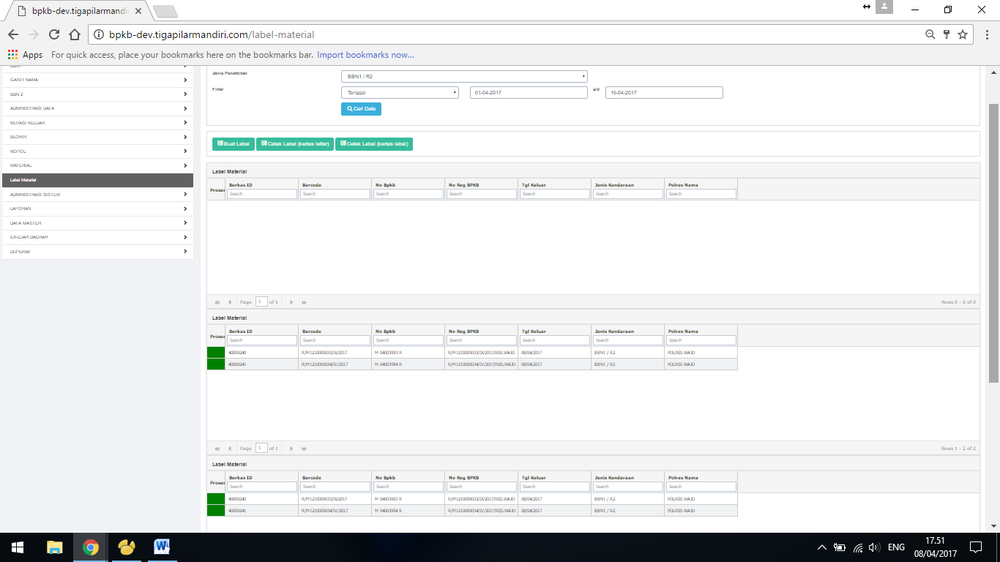 bpkb-dev.tigapilarmandi
bpkb-dev.tigapilarmandiri.com/label-material
Apps For quick access, place your bookmarks here on the bookmarks bar. Import bookmarks now...
GANTI NAMA
BBN 2
ADMINISTRASI DATA
MUTASI KELUAR
BLOKIR
NOPOL
MATERIAL
Label Material
ADMINISTRASI SISTEM
LAPORAN
DATA MASTER
EX-LUAR DAERAH
DUPLIKAT
Jenis Penerbitan BBN1 / R2
Filter Tanggal 01-04-2017 s/d 16-04-2017
Cari Data
Buat Label Cetak Label (kertas letter) Cetak Label (kertas label)
Label Material
Proses Berkas ID Barcode No Bpkb No Reg BPKB Tgl Keluar Jenis Kendaraan Polres Nama
Search Search Search Search Search Search Search
Page 1 of 1 Rows 0 - 0 of 0
Label Material
Proses Berkas ID Barcode No Bpkb No Reg BPKB Tgl Keluar Jenis Kendaraan Polres Nama
Search Search Search Search Search Search Search
40009240 R/M1210009033/IX/2017 M 04003953 R R/M1210009033/IX/2017/RES.WAJO 08/04/2017 BBN1 / R2 POLRES WAJO
40009241 R/M1210009034/IV/2017 M 04003954 R R/M1210009034/IV/2017/RES.WAJO 08/04/2017 BBN1 / R2 POLRES WAJO
Page 1 of 1 Rows 1 - 2 of 2
Label Material
Proses Berkas ID Barcode No Bpkb No Reg BPKB Tgl Keluar Jenis Kendaraan Polres Nama
Search Search Search Search Search Search Search
40009240 R/M1210009033/IX/2017 M 04003953 R R/M1210009033/IX/2017/RES.WAJO 08/04/2017 BBN1 / R2 POLRES WAJO
40009241 R/M1210009034/IV/2017 M 04003954 R R/M1210009034/IV/2017/RES.WAJO 08/04/2017 BBN1 / R2 POLRES WAJO
ENG 17.51
08/04/2017